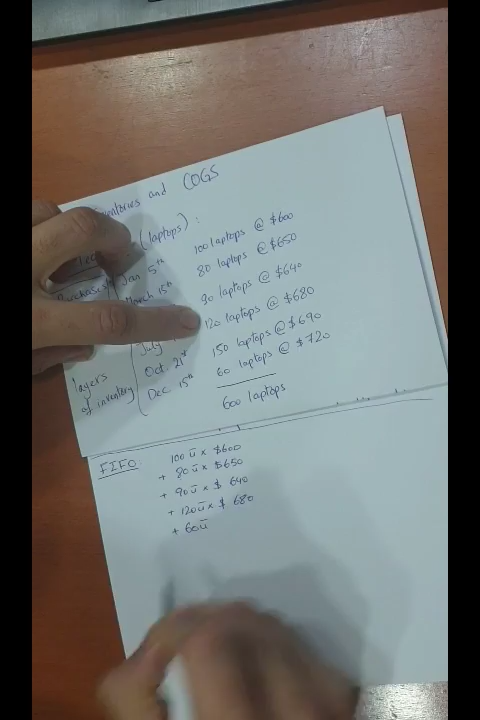 and COGS
(laptops) :
Purchases
Jan 5th 100 laptops @ $600
March 15th 80 laptops @ $650
90 laptops @ $640
July 120 laptops @ $680
Oct. 21st 150 laptops @ $690
Dec. 15th 60 laptops @ $720
layers
of inventory
600 laptops
FIFO
100 ū x $600
+ 80 ū x $650
+ 90 ū x $ 640
+ 120 ū x $ 680
+ 60 ū